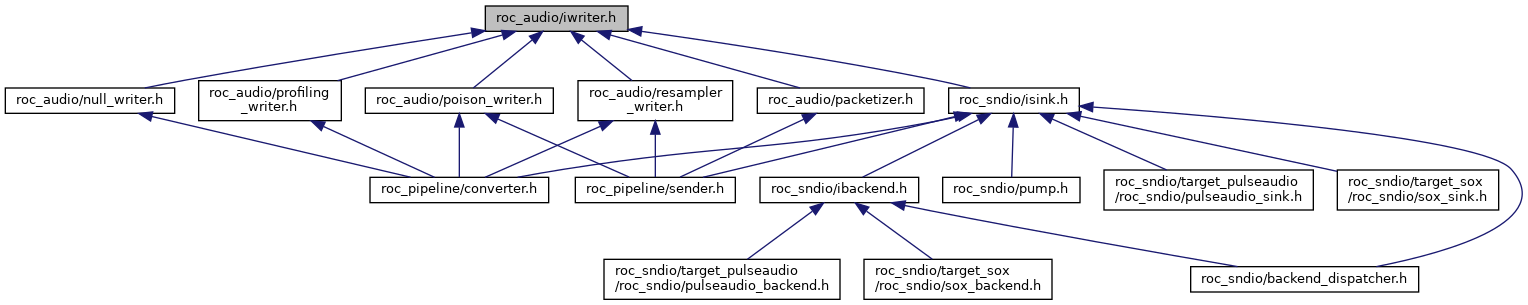 roc_audio/iwriter.h
roc_audio/null_writer.h
roc_audio/profiling
_writer.h
roc_audio/poison_writer.h
roc_audio/resampler
_writer.h
roc_audio/packetizer.h
roc_sndio/isink.h
roc_pipeline/converter.h
roc_pipeline/sender.h
roc_sndio/ibackend.h
roc_sndio/pump.h
roc_sndio/target_pulseaudio
/roc_sndio/pulseaudio_sink.h
roc_sndio/target_sox
/roc_sndio/sox_sink.h
roc_sndio/target_pulseaudio
/roc_sndio/pulseaudio_backend.h
roc_sndio/target_sox
/roc_sndio/sox_backend.h
roc_sndio/backend_dispatcher.h